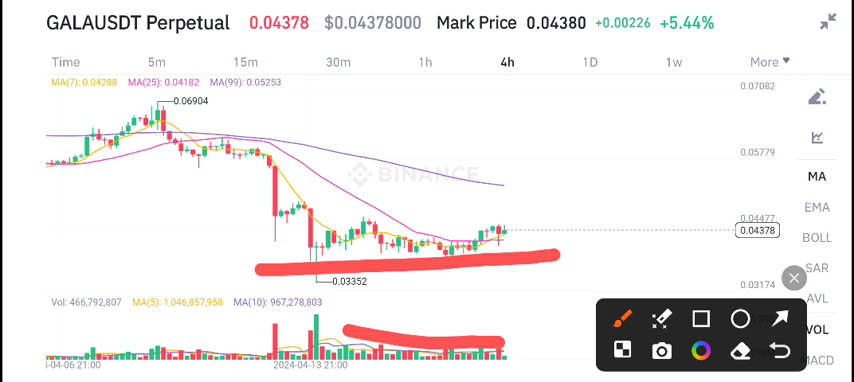 GALAUSDT Perpetual 0.04378 $0.04378000 Mark Price 0.04380 +0.00226 +5.44%
Time 5m 15m 30m 1h 4h 1D 1w More
MA(7): 0.04288 MA(25): 0.04182 MA(99): 0.05253
0.07082
0.06904
0.05779
BINANCE
MA
EMA
0.04477
0.04378
BOLL
SAR
0.03352
0.03174
AVL
Vol: 466,792,807 MA(5): 1,046,857,958 MA(10): 967,278,803
VOL
MACD
2024-04-13 21:00